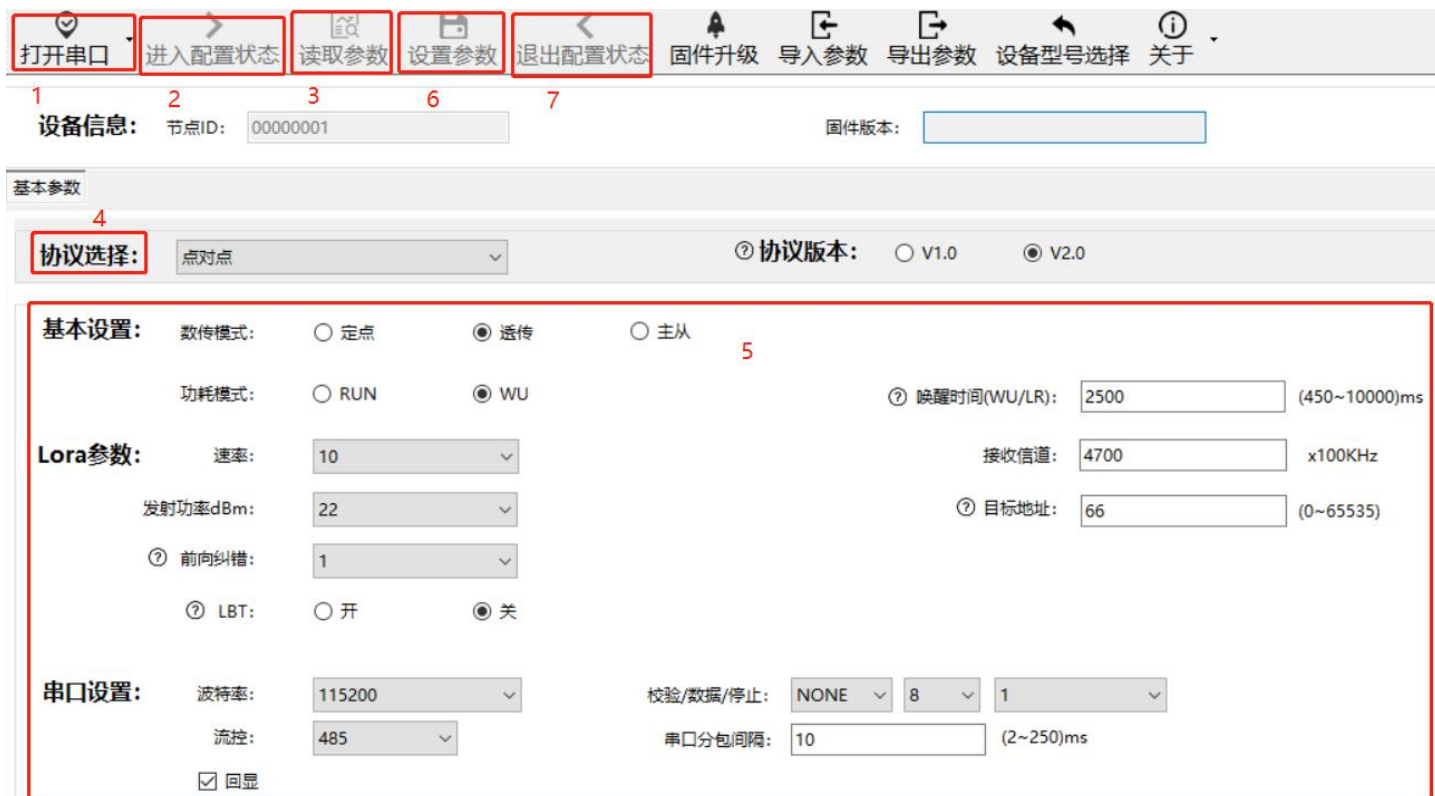 打开串口 进入配置状态 读取参数 设置参数 退出配置状态 固件升级 导入参数 导出参数 设备型号选择 关于
1 2 3 6 7
设备信息： 节点ID： 00000001 固件版本：
基本参数
4
协议选择： 点对点 ?协议版本： V1.0 V2.0
基本设置： 数传模式： 定点 透传 主从
5
功耗模式： RUN WU ? 唤醒时间(WU/LR)： 2500 (450~10000)ms
Lora参数： 速率： 10 接收信道： 4700 x100KHz
发射功率dBm： 22 ? 目标地址： 66 (0~65535)
? 前向纠错： 1
? LBT： 开 关
串口设置： 波特率： 115200 校验/数据/停止： NONE 8 1
流控： 485 串口分包间隔： 10 (2~250)ms
回显